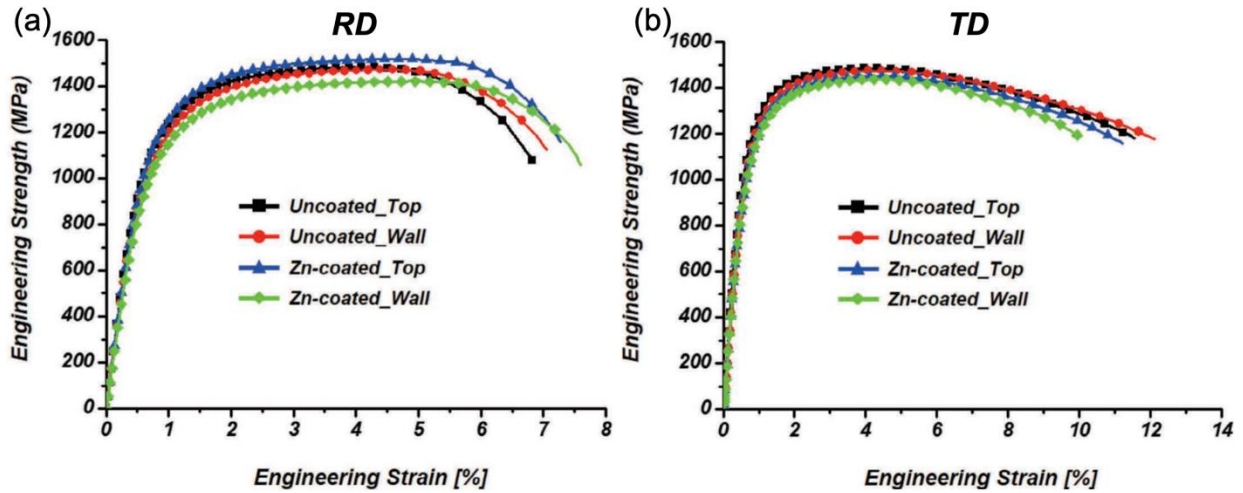 (a) RD
1600
1400
1200
1000
800
600
400
200
0
Engineering Strength (MPa)
Uncoated_Top
Uncoated_Wall
Zn-coated_Top
Zn-coated_Wall
0 1 2 3 4 5 6 7 8
Engineering Strain [%]
(b) TD
1600
1400
1200
1000
800
600
400
200
0
Engineering Strength (MPa)
Uncoated_Top
Uncoated_Wall
Zn-coated_Top
Zn-coated_Wall
0 2 4 6 8 10 12 14
Engineering Strain [%]